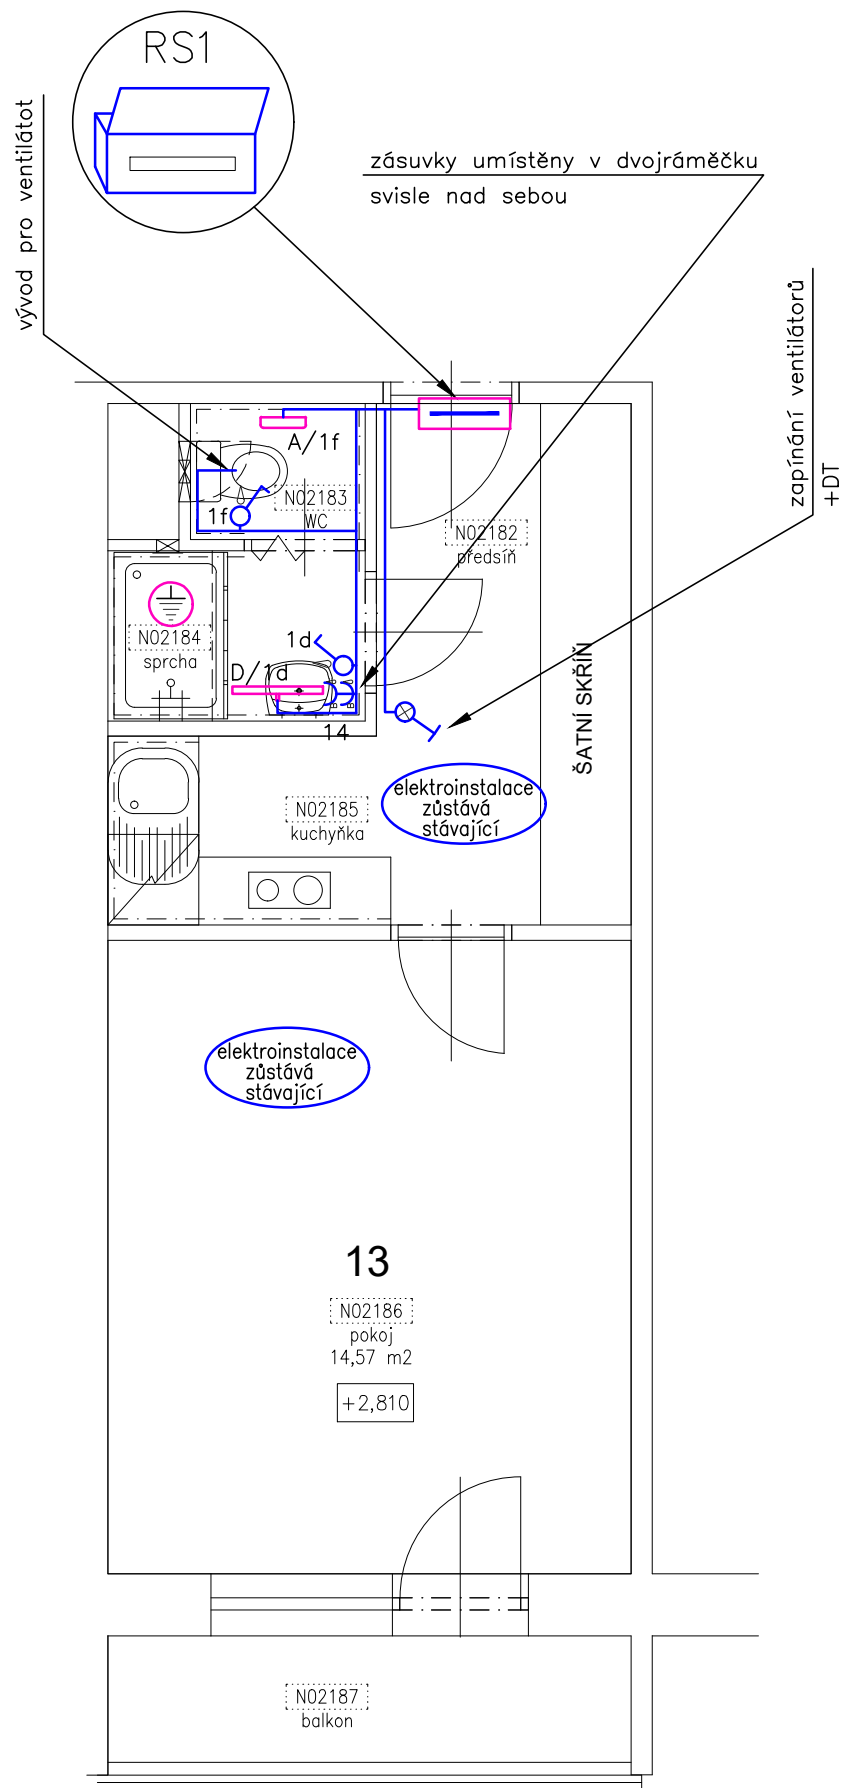 RS1
vývod pro ventilátot
zásuvky umístěny v dvojráměčku
svisle nad sebou
zapínání ventilátorů
+DT
A/1f
1f
N02183
WC
N02182
předsíň
N02184
sprcha
1d
D/1d
14
ŠATNÍ SKŘÍŇ
N02185
kuchyňka
elektroinstalace
zůstává
stávající
elektroinstalace
zůstává
stávající
13
N02186
pokoj
14,57 m2
+2,810
N02187
balkon